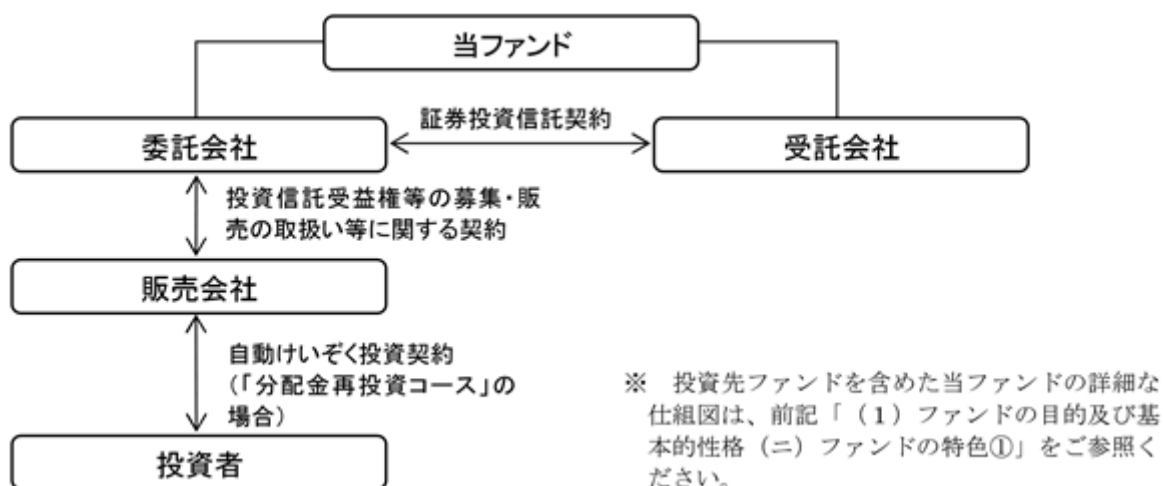 当ファンド
証券投資信託契約
委託会社
受託会社
投資信託受益権等の募集・販
売の取扱い等に関する契約
販売会社
自動けいぞく投資契約
(「分配金再投資コース」の
場合)
投資者
※ 投資先ファンドを含めた当ファンドの詳細な
仕組図は、前記「(1)ファンドの目的及び基
本的性格(ニ)ファンドの特色①」をご参照く
ださい。